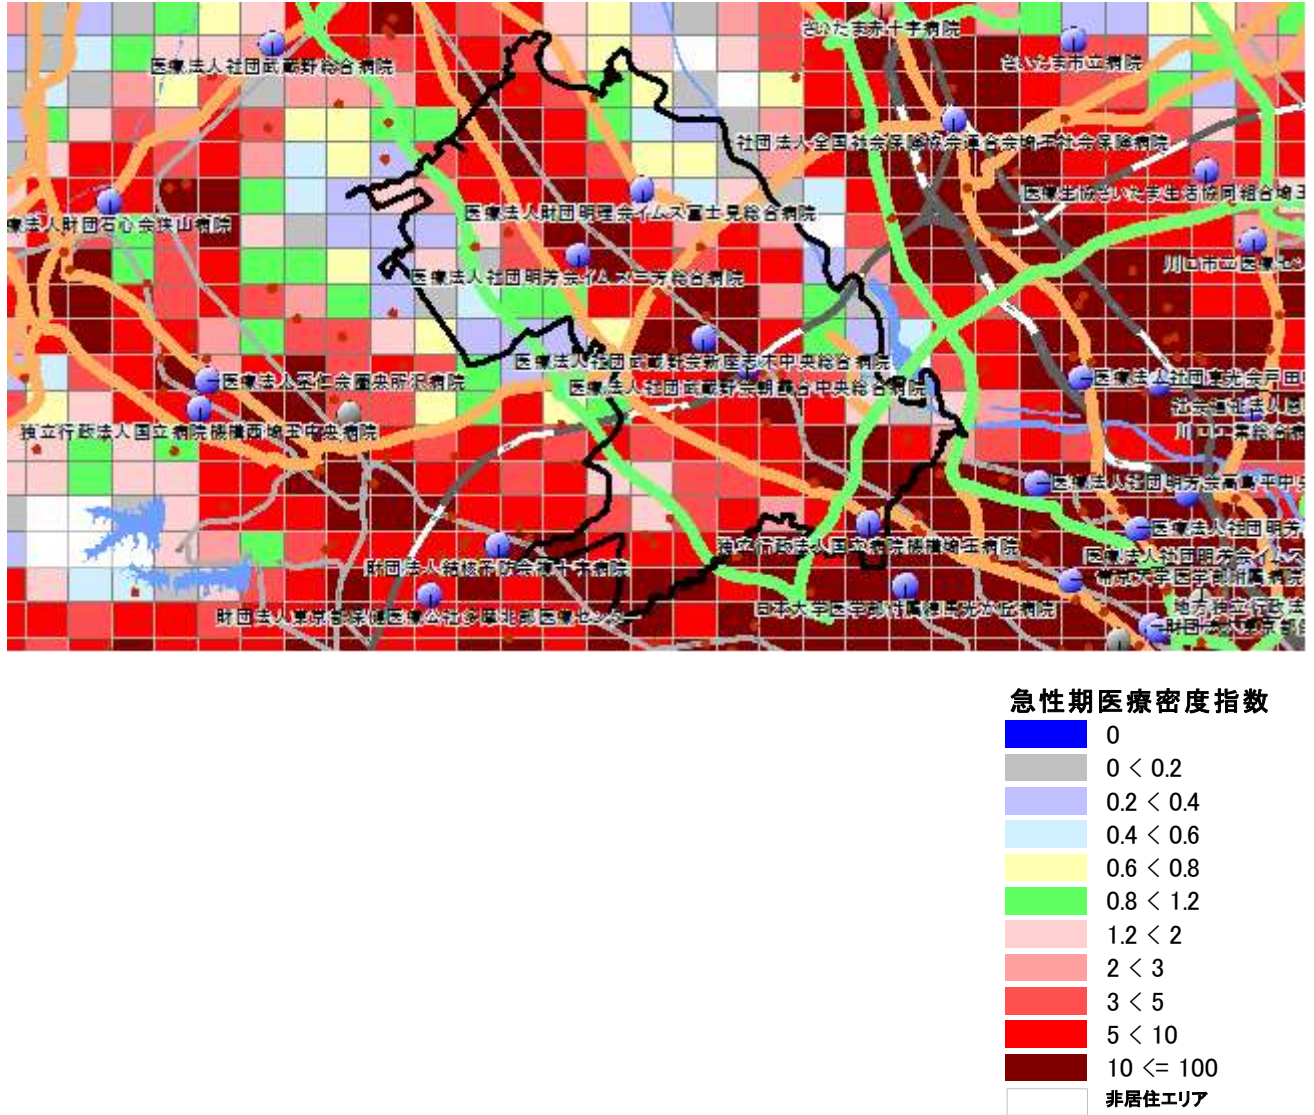 さいたま赤十字病院
さいたま市立病院
医療法人社団武蔵野総合病院
社団法人全国社会保険協会連合会埼玉社会保険病院
医療生協さいたま生活協同組合埼玉
医療法人財団明理会イムス富士見総合病院
療法人財団石心会狭山病院
川口市立医療セン
医療法人社団明芳会イムス三芳総合病院
医療法人社団武蔵野会新座志木中央総合病院
医療法人社団武蔵野会朝霞台中央総合病院
医療法人社団東光会戸田
独立行政法人国立病院機構西埼玉中央病院
川口工業総合病
医療法人社団明芳会高島平中央
医療法人社団明芳
独立行政法人国立病院機構埼玉病院
医療法人社団明芳会イムス
帝京大学医学部附属病院
財団法人結核予防会複十字病院
日本大学医学部付属練馬光が丘病院
地方独立行政法
財団法人東京都保健医療公社多摩北部医療センター
急性期医療密度指数
0
0 < 0.2
0.2 < 0.4
0.4 < 0.6
0.6 < 0.8
0.8 < 1.2
1.2 < 2
2 < 3
3 < 5
5 < 10
10 <= 100
非居住エリア